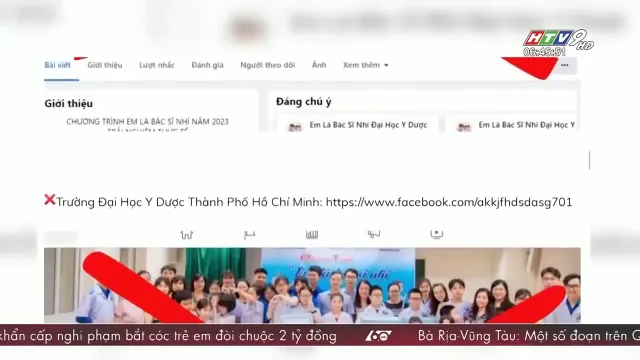 HTV9 HD
06:45:51
Bài viết Giới thiệu Lượt nhắc Đánh giá Người theo dõi Ảnh Xem thêm
Giới thiệu
Đáng chú ý
CHƯƠNG TRÌNH EM LÀ BÁC SĨ NHÍ NĂM 2023
TRẢI NGHIỆM THỰC TẾ
Em Là Bác Sĩ Nhí Đại Học Y Dược
Em Là Bác Sĩ Nhí Đại Học Y
❌Trường Đại Học Y Dược Thành Phố Hồ Chí Minh: https://www.facebook.com/akkjfhdsdasg701
khẩn cấp nghi phạm bắt cóc trẻ em đòi chuộc 2 tỷ đồng 60 Bà Rịa-Vũng Tàu: Một số đoạn trên Q